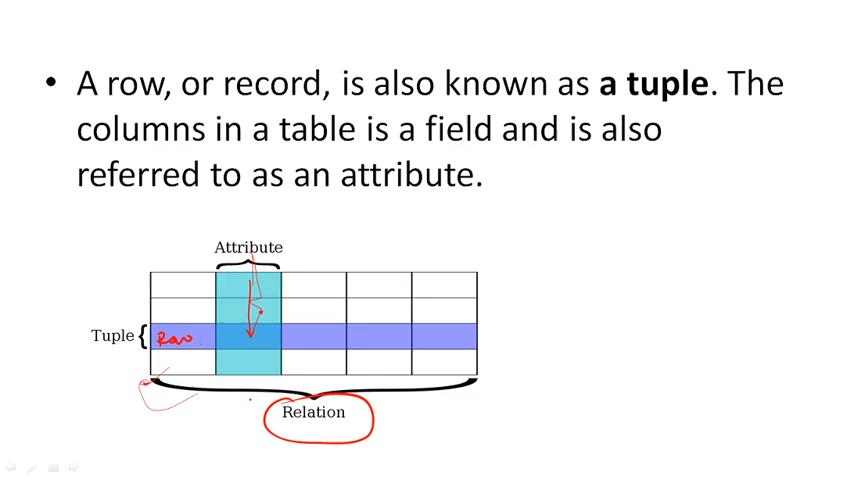 • A row, or record, is also known as a tuple. The
columns in a table is a field and is also
referred to as an attribute.
Attribute
Tuple
Row
Relation